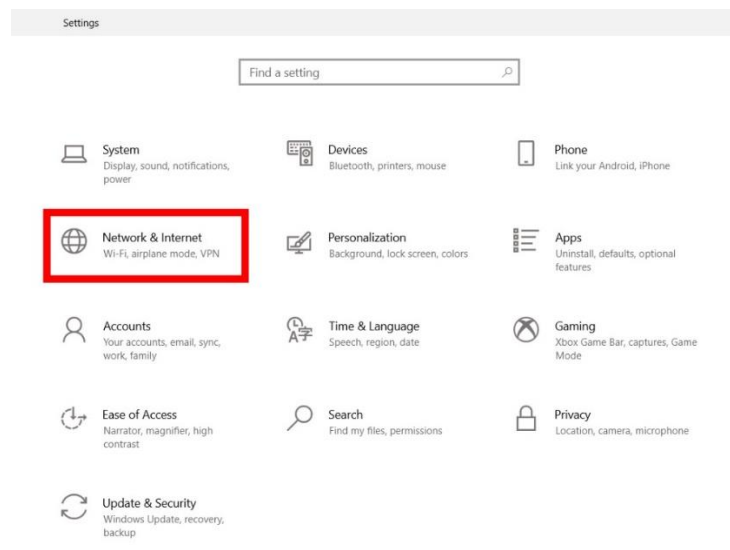 Settings
Find a setting
System
Display, sound, notifications,
power
Devices
Bluetooth, printers, mouse
Phone
Link your Android, iPhone
Network & Internet
Wi-Fi, airplane mode, VPN
Personalization
Background, lock screen, colors
Apps
Uninstall, defaults, optional
features
Accounts
Your accounts, email, sync,
work, family
Time & Language
Speech, region, date
Gaming
Xbox Game Bar, captures, Game
Mode
Ease of Access
Narrator, magnifier, high
contrast
Search
Find my files, permissions
Privacy
Location, camera, microphone
Update & Security
Windows Update, recovery,
backup